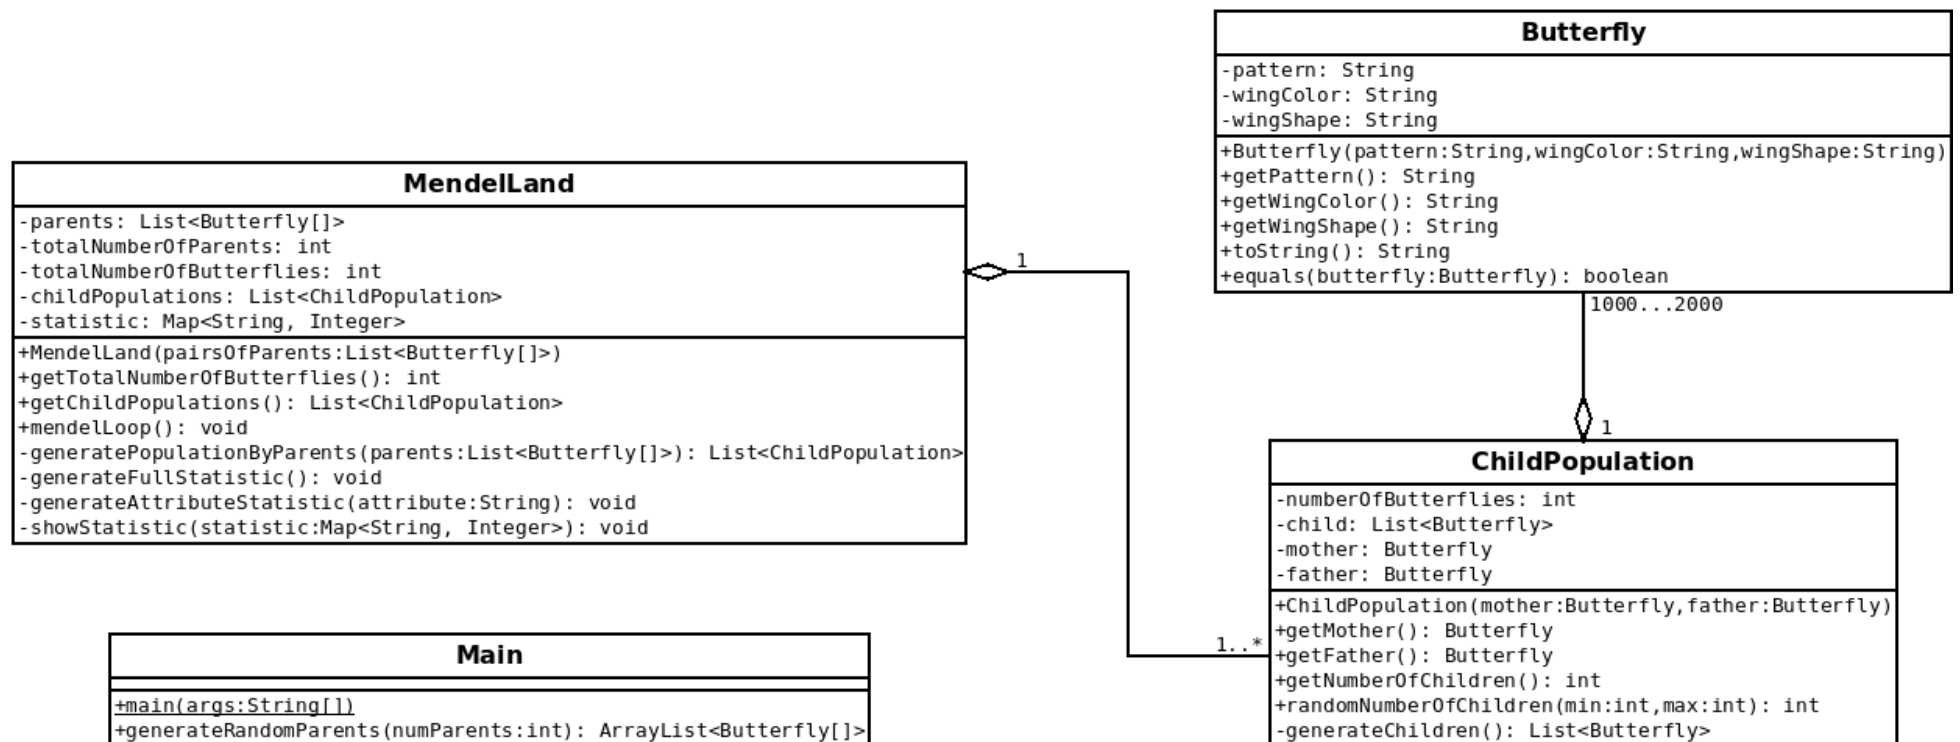 Butterfly
-pattern: String
-wingColor: String
-wingShape: String
+Butterfly(pattern:String,wingColor:String,wingShape:String)
+getPattern(): String
+getWingColor(): String
+getWingShape(): String
+toString(): String
+equals(butterfly:Butterfly): boolean
1000...2000
1
MendelLand
-parents: List<Butterfly[]>
-totalNumberOfParents: int
-totalNumberOfButterflies: int
-childPopulations: List<ChildPopulation>
-statistic: Map<String, Integer>
+MendelLand(pairsOfParents:List<Butterfly[]>)
+getTotalNumberOfButterflies(): int
+getChildPopulations(): List<ChildPopulation>
+mendelLoop(): void
-generatePopulationByParents(parents:List<Butterfly[]>): List<ChildPopulation>
-generateFullStatistic(): void
-generateAttributeStatistic(attribute:String): void
-showStatistic(statistic:Map<String, Integer>): void
1
1..*
ChildPopulation
-numberOfButterflies: int
-child: List<Butterfly>
-mother: Butterfly
-father: Butterfly
+ChildPopulation(mother:Butterfly,father:Butterfly)
+getMother(): Butterfly
+getFather(): Butterfly
+getNumberOfChildren(): int
+randomNumberOfChildren(min:int,max:int): int
-generateChildren(): List<Butterfly>
Main
+main(args:String[])
+generateRandomParents(numParents:int): ArrayList<Butterfly[]>